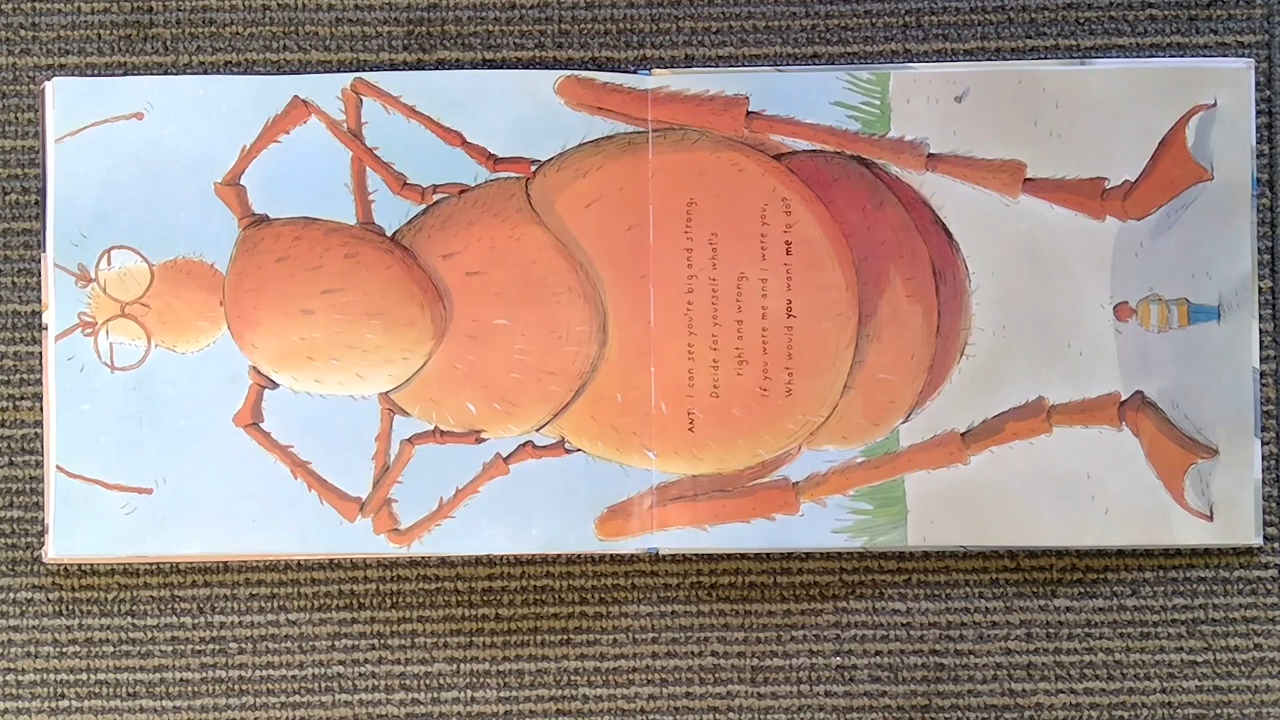 ANT: I can see you're big and strong,
Decide for yourself what's
right and wrong,
If you were me and I were you,
What would you want me to do?